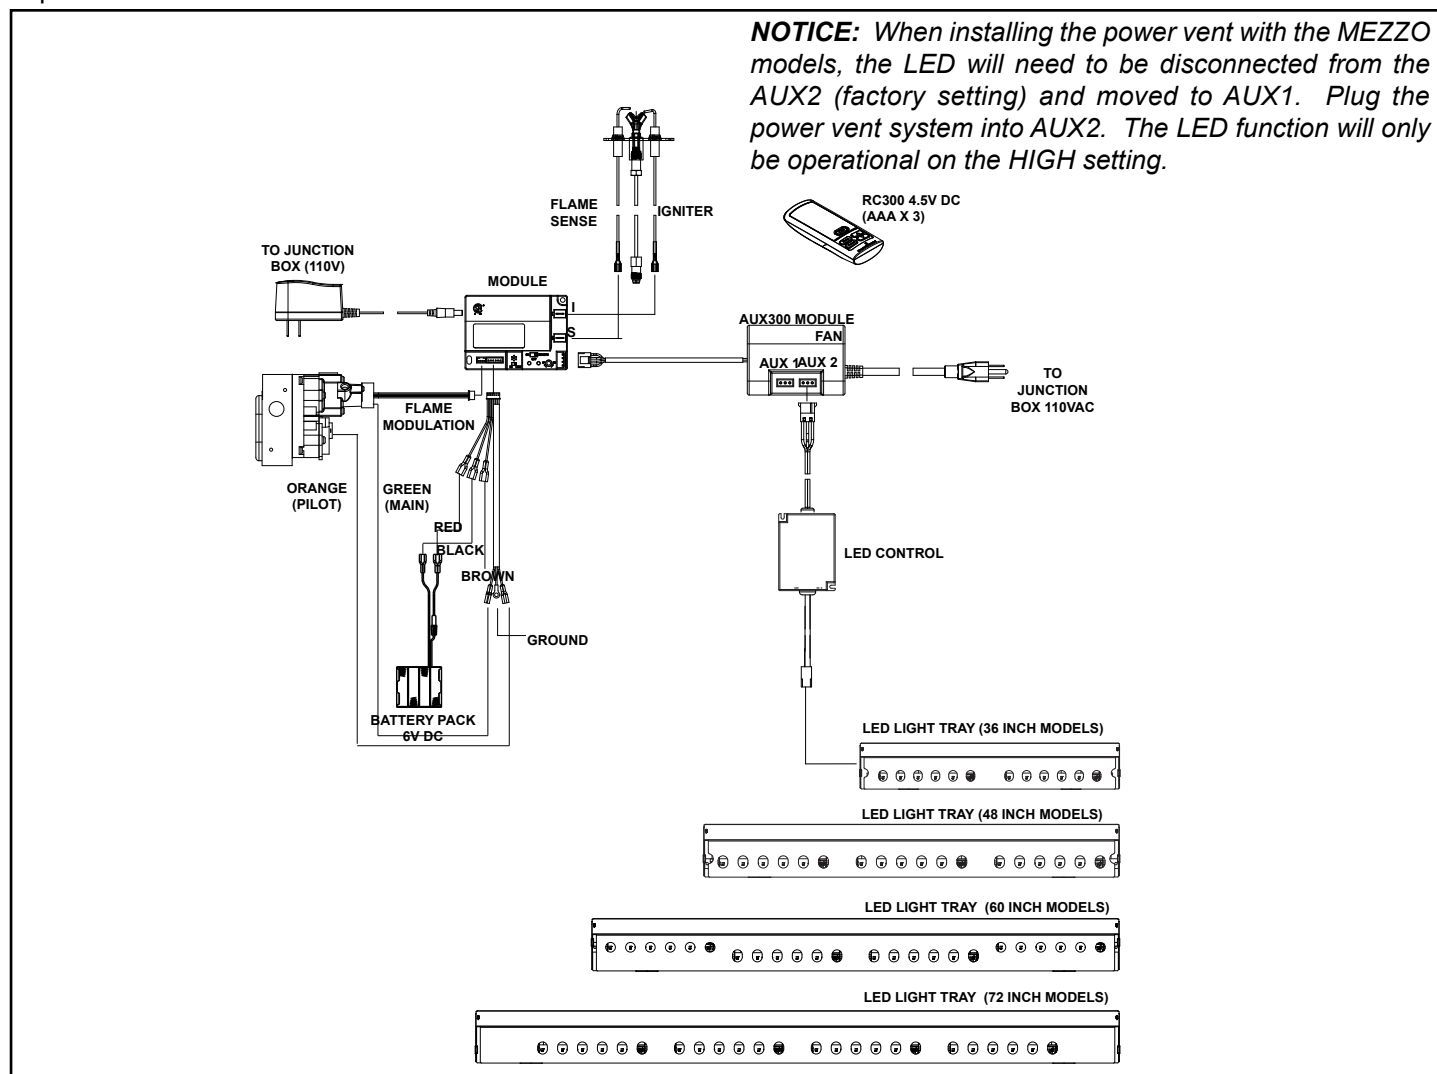 NOTICE: When installing the power vent with the MEZZO
models, the LED will need to be disconnected from the
AUX2 (factory setting) and moved to AUX1. Plug the
power vent system into AUX2. The LED function will only
be operational on the HIGH setting.
RC300 4.5V DC
(AAA X 3)
FLAME
SENSE
IGNITER
TO JUNCTION
BOX (110V)
MODULE
I
S
AUX300 MODULE
FAN
AUX 1
AUX 2
TO
JUNCTION
BOX 110VAC
FLAME
MODULATION
ORANGE
(PILOT)
GREEN
(MAIN)
RED
BLACK
BROWN
GROUND
LED CONTROL
BATTERY PACK
6V DC
LED LIGHT TRAY (36 INCH MODELS)
LED LIGHT TRAY (48 INCH MODELS)
LED LIGHT TRAY (60 INCH MODELS)
LED LIGHT TRAY (72 INCH MODELS)